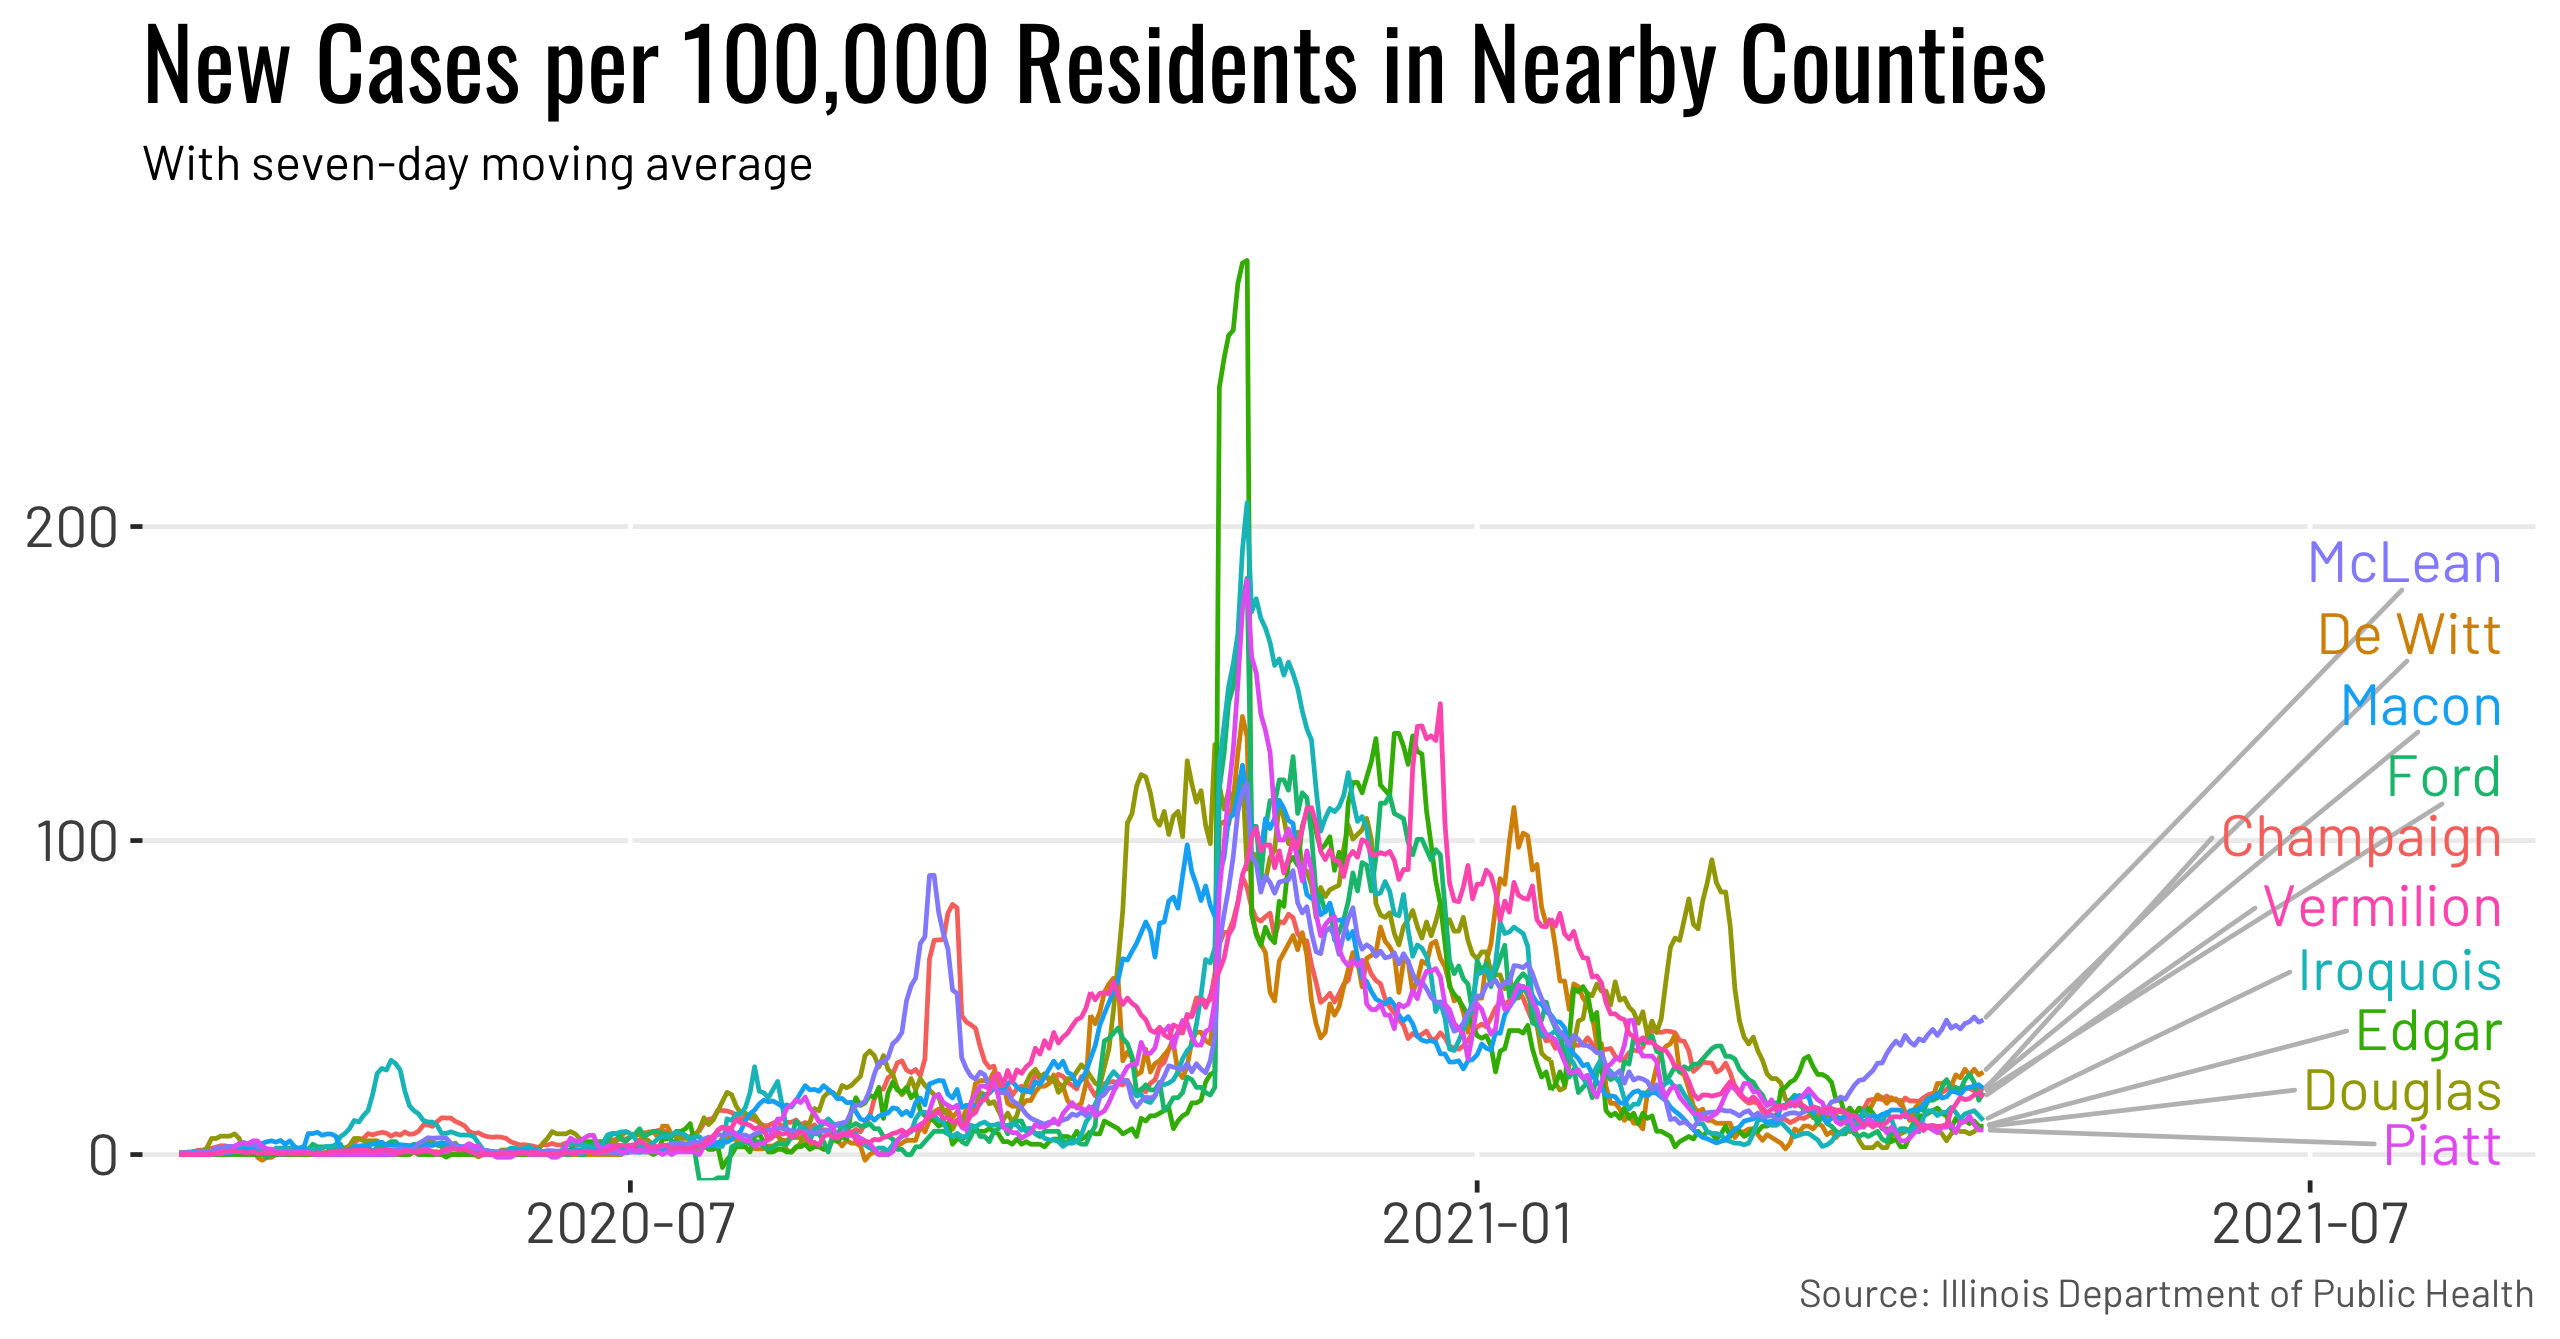 New Cases per 100,000 Residents in Nearby Counties
With seven-day moving average
200
100
0
McLean
De Witt
Macon
Ford
Champaign
Vermilion
Iroquois
Edgar
Douglas
Piatt
2020-07
2021-01
2021-07
Source: Illinois Department of Public Health